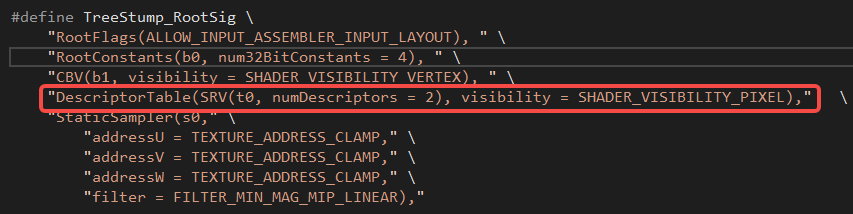 #define TreeStump_RootSig \
"RootFlags(ALLOW_INPUT_ASSEMBLER_INPUT_LAYOUT), " \
"RootConstants(b0, num32BitConstants = 4), " \
"CBV(b1, visibility = SHADER_VISIBILITY_VERTEX), " \
"DescriptorTable(SRV(t0, numDescriptors = 2), visibility = SHADER_VISIBILITY_PIXEL)," \
"StaticSampler(s0," \
"addressU = TEXTURE_ADDRESS_CLAMP," \
"addressV = TEXTURE_ADDRESS_CLAMP," \
"addressW = TEXTURE_ADDRESS_CLAMP," \
"filter = FILTER_MIN_MAG_MIP_LINEAR),"